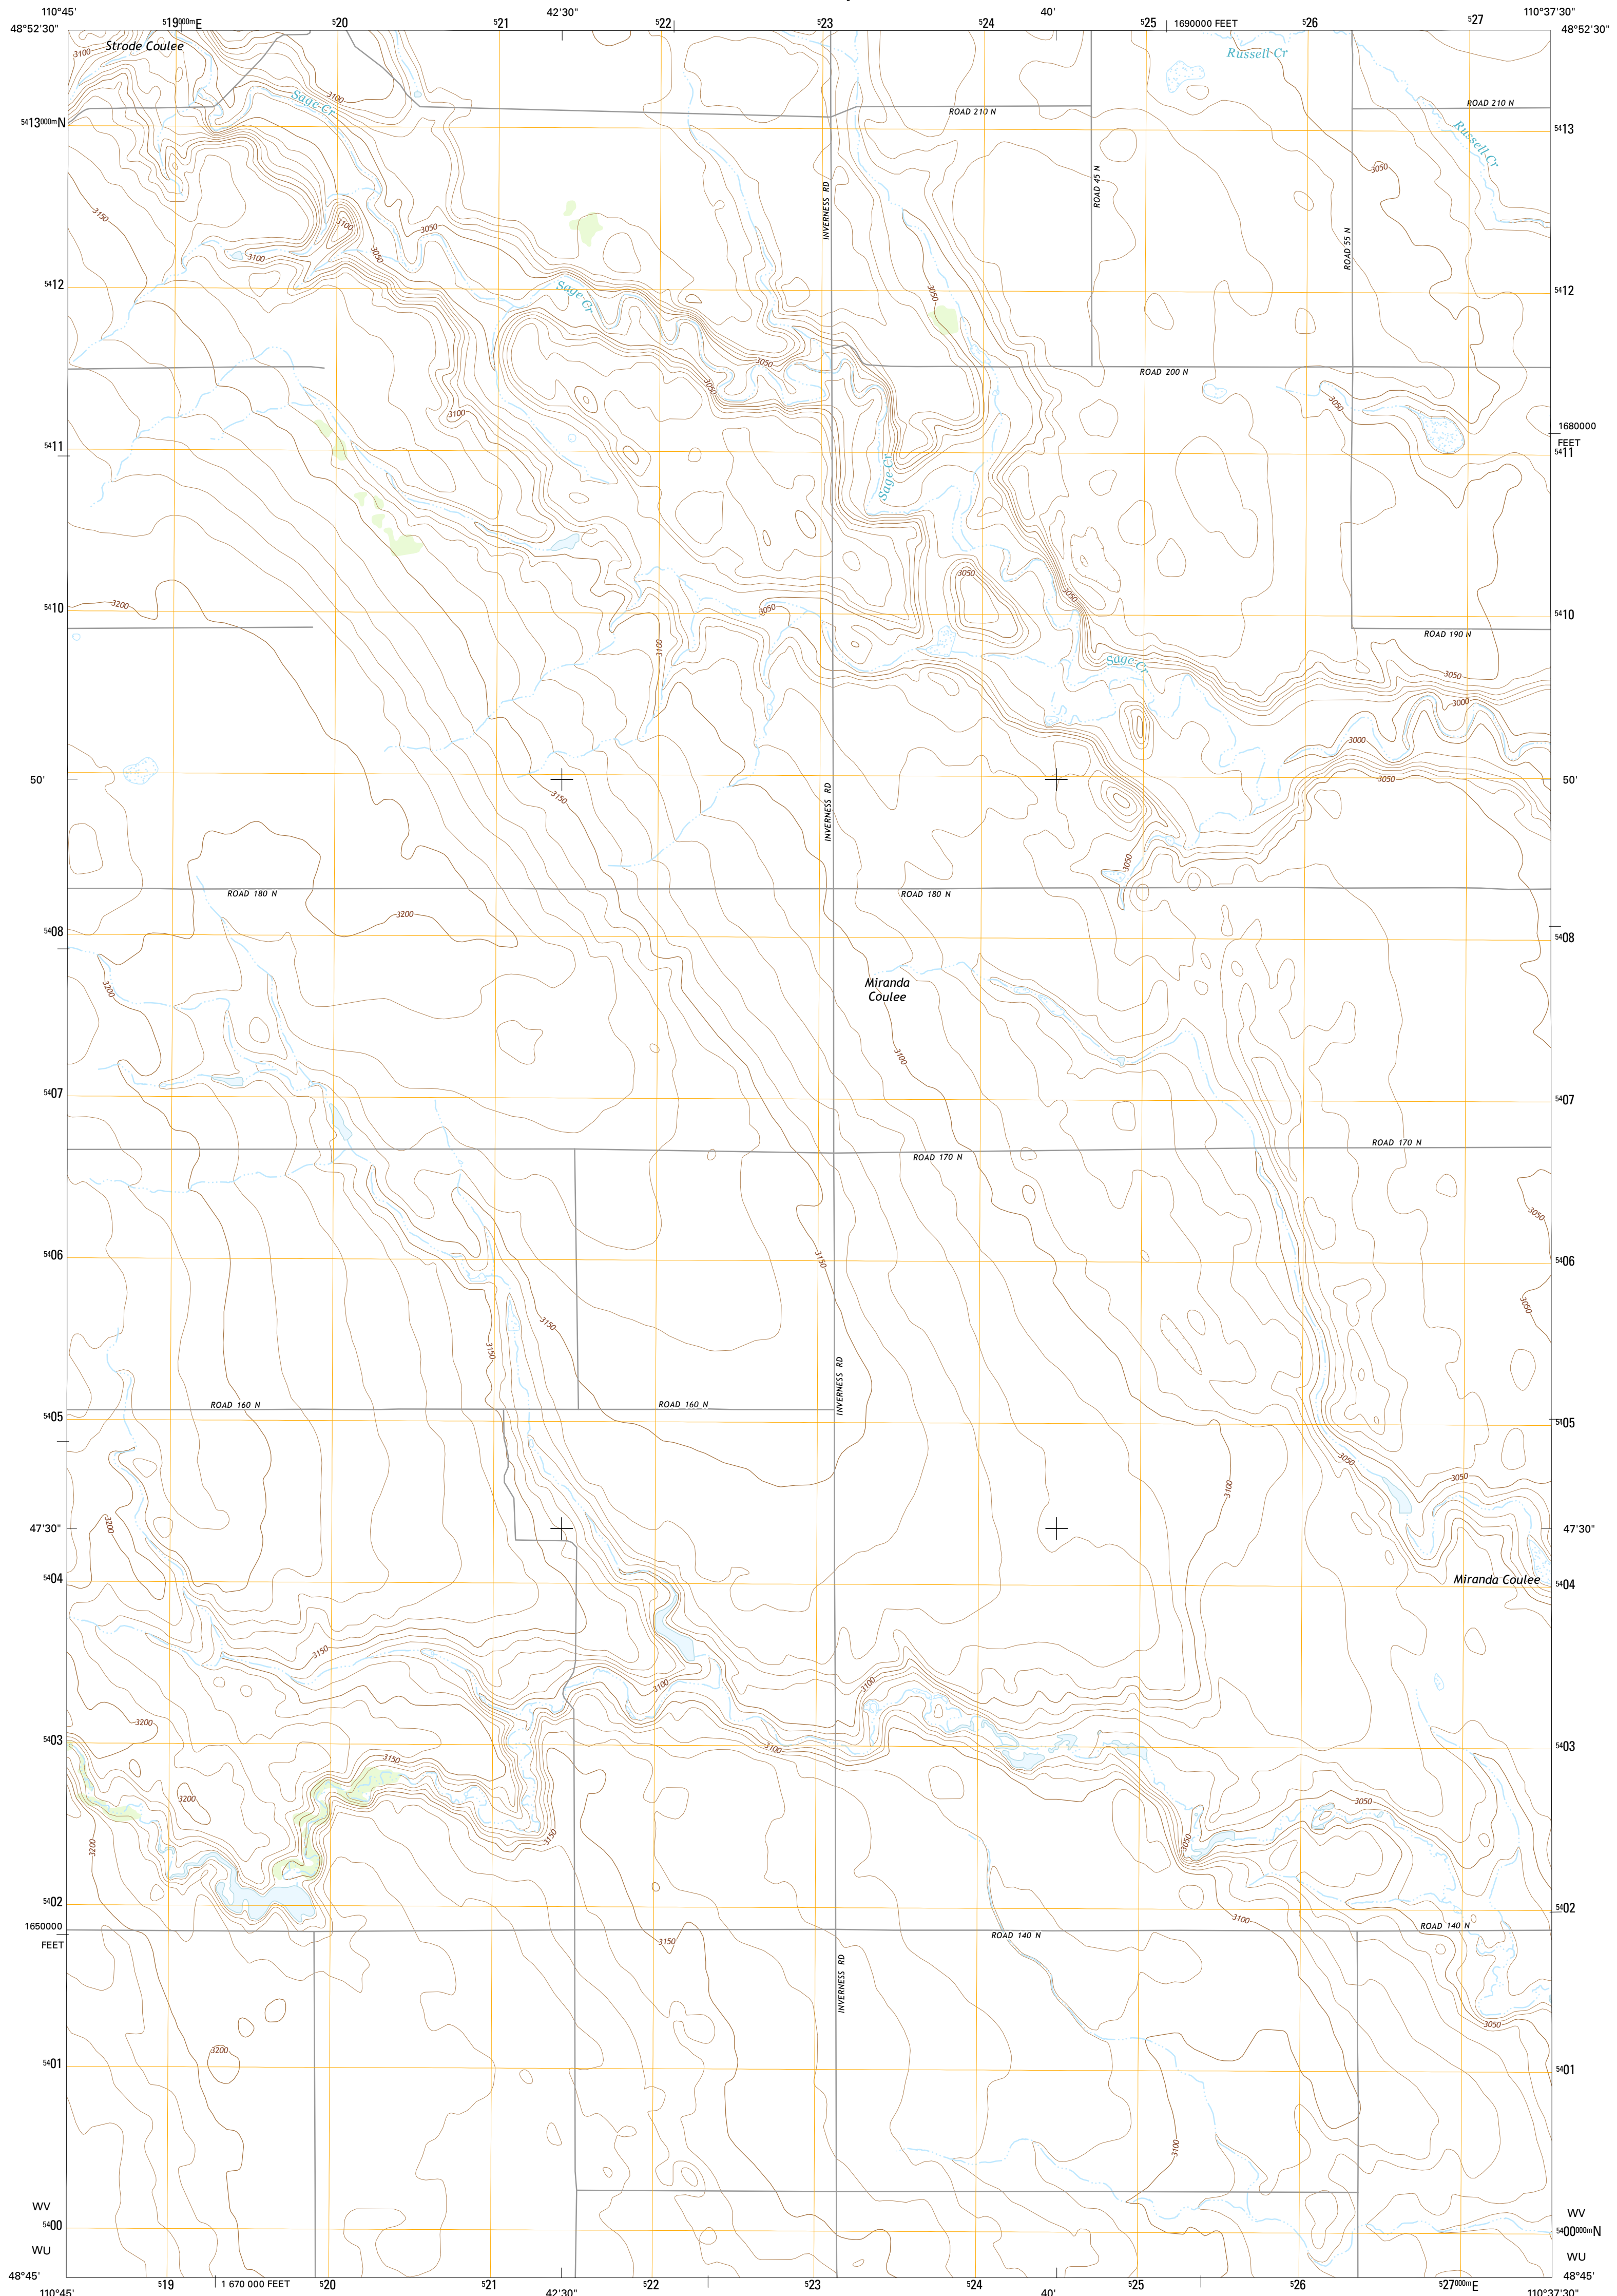 110°45'
519000mE
520
521
42'30"
522
523
524
40'
525
1690000 FEET
526
527
110°37'30"
48°52'30"
48°52'30"
Strode Coulee
Russell Cr
3100
Sage Cr
3100
ROAD 210 N
ROAD 210 N
5413000mN
5413
Russell Cr
3050
ROAD 45 N
INVERNESS RD
3150
3100
3050
3050
ROAD 55 N
3100
5412
5412
Sage Cr
3050
3050
ROAD 200 N
3050
3050
3100
1680000
FEET
5411
5411
Sage Cr
3050
3050
3200
3050
5410
5410
ROAD 190 N
3100
Sage Cr
3050
3000
3000
50'
50'
3050
3150
INVERNESS RD
3050
ROAD 180 N
ROAD 180 N
3200
5408
5408
3200
Miranda
Coulee
3100
5407
5407
ROAD 170 N
ROAD 170 N
3050
5406
5406
3150
3050
3150
3150
INVERNESS RD
ROAD 160 N
ROAD 160 N
5405
5405
3050
3050
3100
3200
47'30"
47'30"
5404
Miranda Coulee
5404
3150
3100
3100
3200
5403
5403
3100
3150
3200
3050
3150
3050
3200
5402
5402
3100
1650000
FEET
ROAD 140 N
ROAD 140 N
3150
INVERNESS RD
3050
3200
5401
5401
3100
WV
WV
5400
5400000mN
WU
WU
48°45'
48°45'
110°45'
519
1 670 000 FEET
520
521
42'30"
522
523
524
40'
525
526
527000mE
110°37'30"